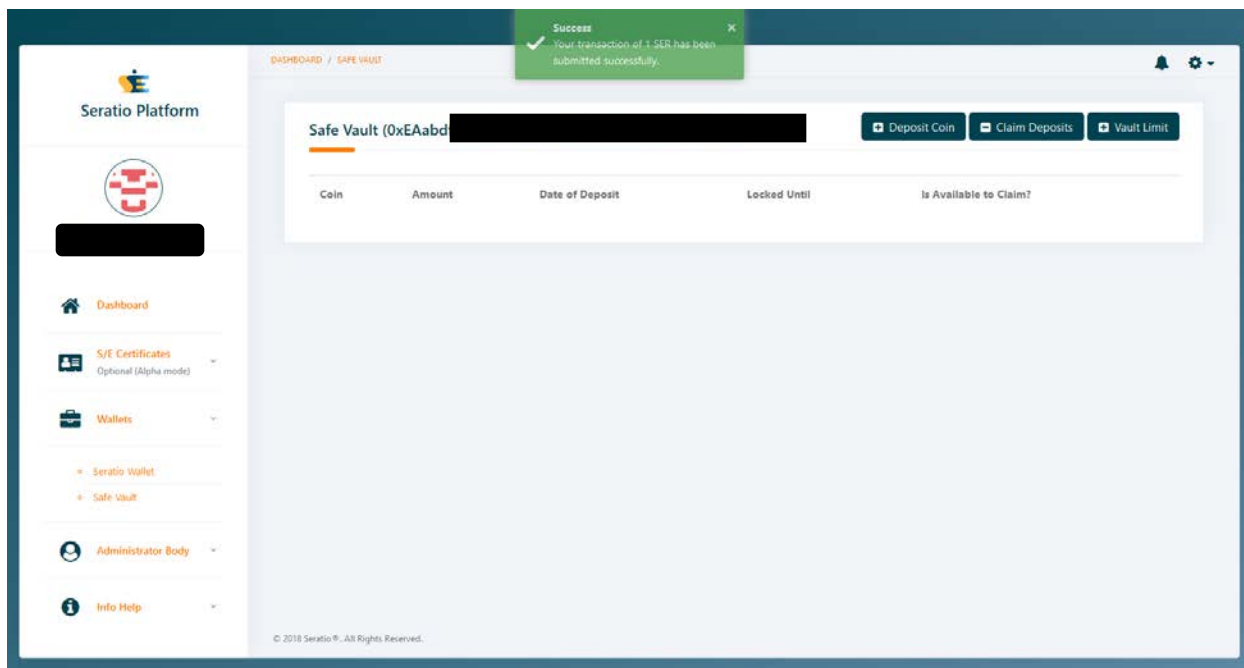 Success ×
Your transaction of 1 SER has been
submitted successfully.
DASHBOARD / SAFE VAULT
Seratio Platform
Safe Vault (0xEAabd
Deposit Coin
Claim Deposits
Vault Limit
Coin Amount Date of Deposit Locked Until Is Available to Claim?
Dashboard
S/E Certificates
Optional (Alpha mode)
Wallets
Seratio Wallet
Safe Vault
Administrator Body
Info Help
© 2018 Seratio ®. All Rights Reserved.